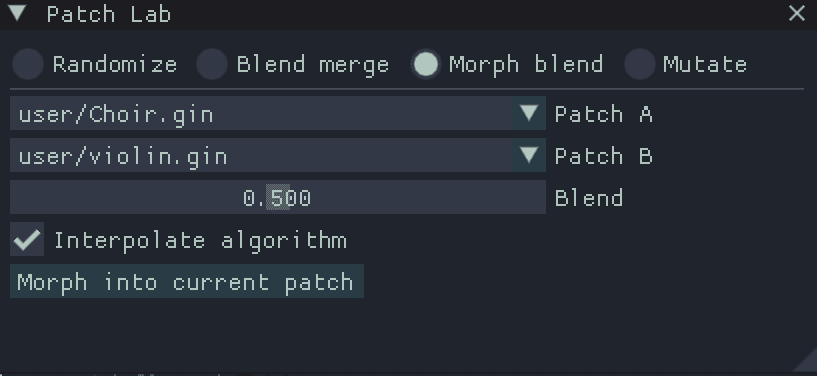 Patch Lab
Randomize Blend merge Morph blend Mutate
user/Choir.gin Patch A
user/violin.gin Patch B
0.500 Blend
Interpolate algorithm
Morph into current patch